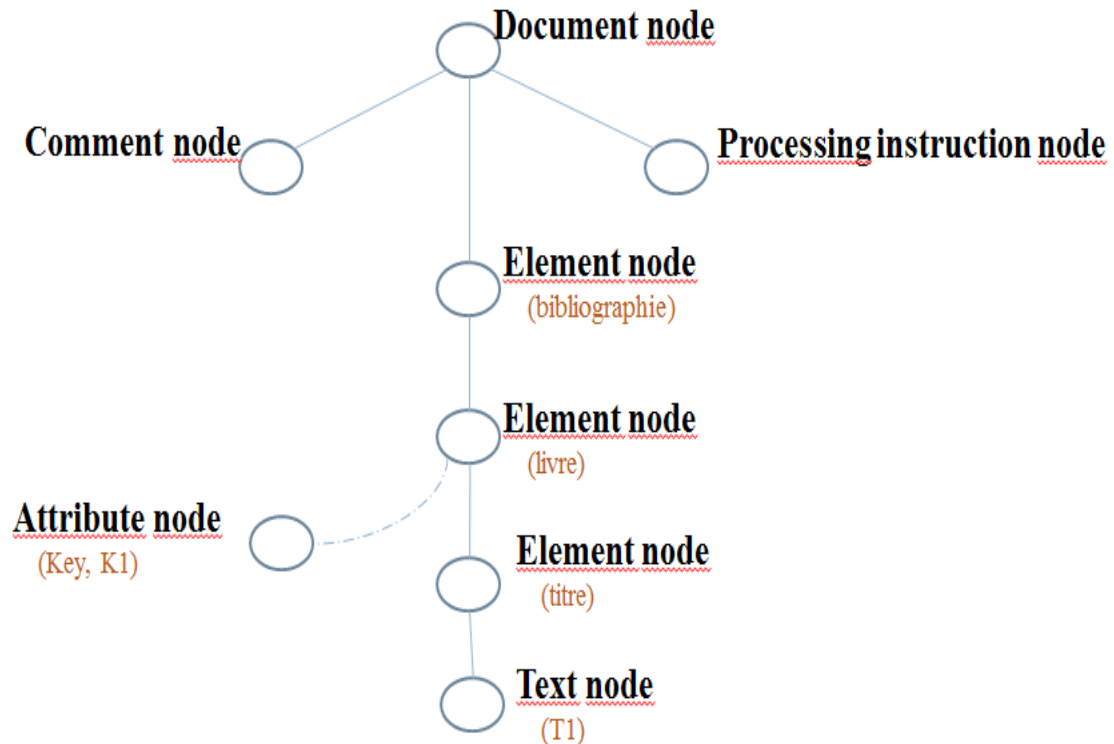 Document node
Comment node
Processing instruction node
Element node
(bibliographie)
Element node
(livre)
Attribute node
(Key, K1)
Element node
(titre)
Text node
(T1)